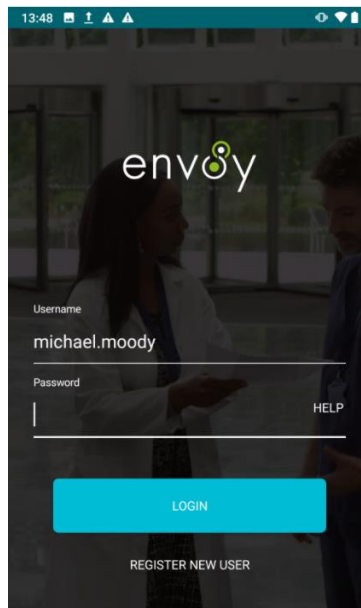 13:48
envoy
Username
michael.moody
Password
HELP
LOGIN
REGISTER NEW USER